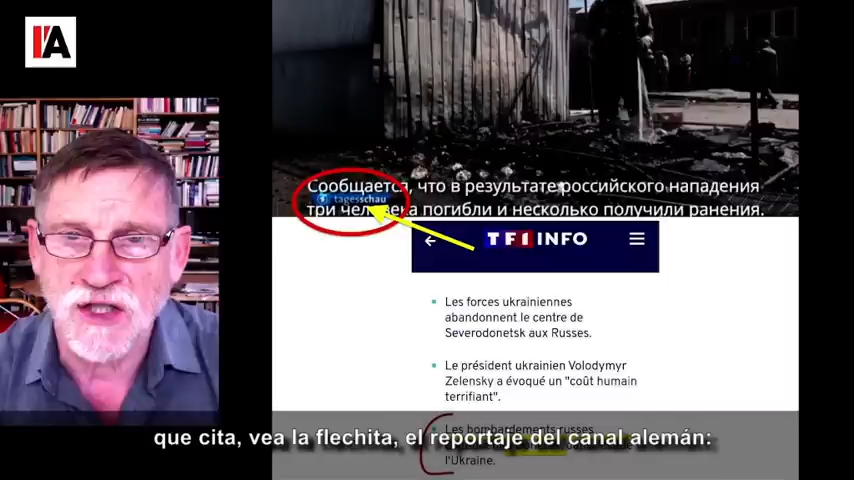 I'A
Сообщается, что в результате российского нападения
tagesschau
три человека погибли и несколько получили ранения.
TF1 INFO
Les forces ukrainiennes
abandonnent le centre de
Severodonetsk aux Russes.
Le président ukrainien Volodymyr
Zelensky a évoqué un "coût humain
terrifiant".
Les bombardements russes
l'Ukraine.
que cita, vea la flechita, el reportaje del canal alemán: